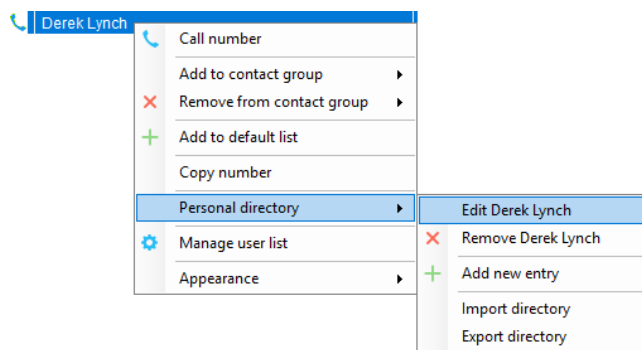 Derek Lynch
Call number
Add to contact group
Remove from contact group
Add to default list
Copy number
Personal directory
Edit Derek Lynch
Manage user list
Remove Derek Lynch
Appearance
Add new entry
Import directory
Export directory